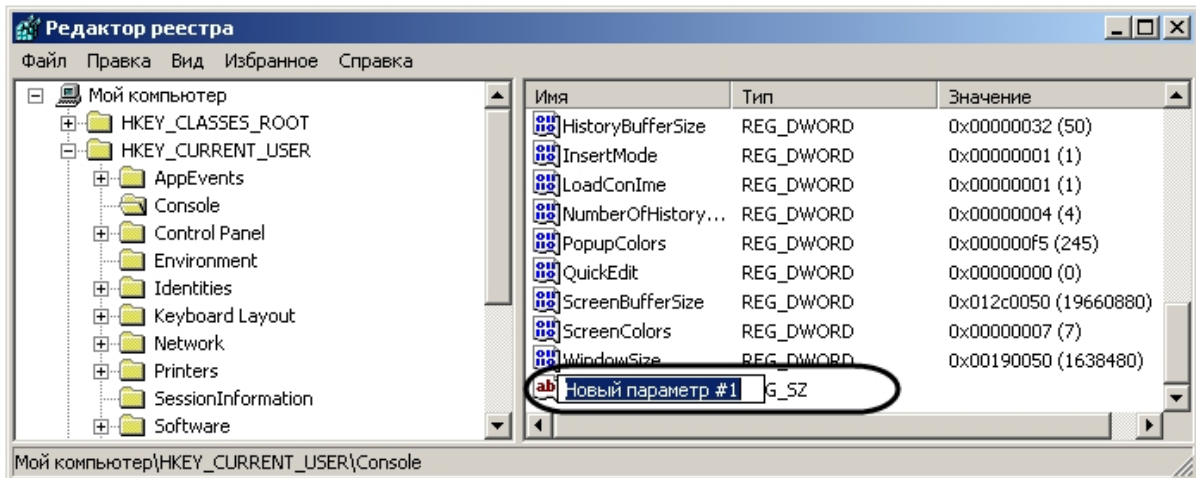 Редактор реестра
Файл Правка Вид Избранное Справка
Мой компьютер
HKEY_CLASSES_ROOT
HKEY_CURRENT_USER
AppEvents
Console
Control Panel
Environment
Identities
Keyboard Layout
Network
Printers
SessionInformation
Software
Имя Тип Значение
HistoryBufferSize REG_DWORD 0x00000032 (50)
InsertMode REG_DWORD 0x00000001 (1)
LoadConIme REG_DWORD 0x00000001 (1)
NumberOfHistory... REG_DWORD 0x00000004 (4)
PopupColors REG_DWORD 0x000000f5 (245)
QuickEdit REG_DWORD 0x00000000 (0)
ScreenBufferSize REG_DWORD 0x012c0050 (19660880)
ScreenColors REG_DWORD 0x00000007 (7)
WindowSize REG_DWORD 0x00190050 (1638480)
Новый параметр #1 G_SZ
Мой компьютер\HKEY_CURRENT_USER\Console